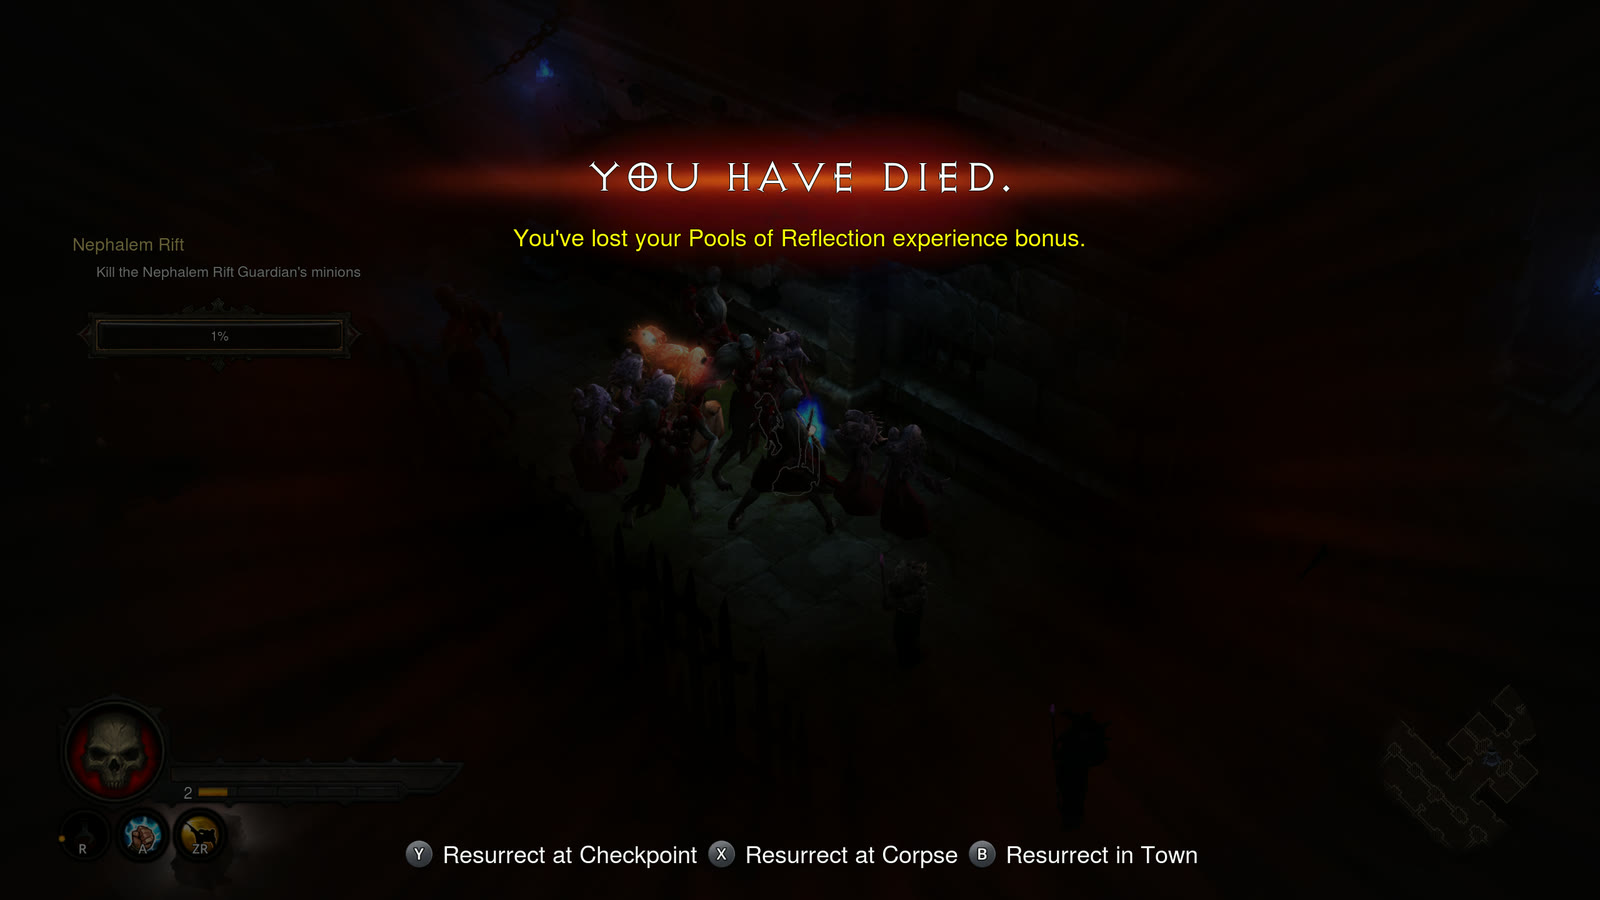 YOU HAVE DIED.
You've lost your Pools of Reflection experience bonus.
Nephalem Rift
Kill the Nephalem Rift Guardian's minions
1%
2
R A ZR
Y Resurrect at Checkpoint X Resurrect at Corpse B Resurrect in Town